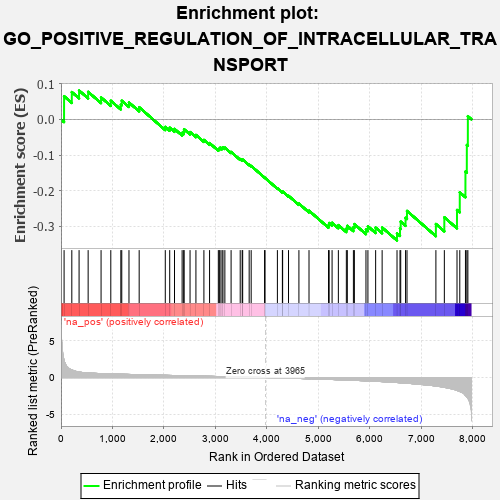 Enrichment plot:
GO_POSITIVE_REGULATION_OF_INTRACELLULAR_TRA
NSPORT
Enrichment score (ES)
0.1
0.0
-0.1
-0.2
-0.3
'na_pos' (positively correlated)
Ranked list metric (PreRanked)
5
0
-5
Zero cross at 3965
'na_neg' (negatively correlated)
0
1,000
2,000
3,000
4,000
5,000
6,000
7,000
8,000
Rank in Ordered Dataset
Enrichment profile
Hits
Ranking metric scores